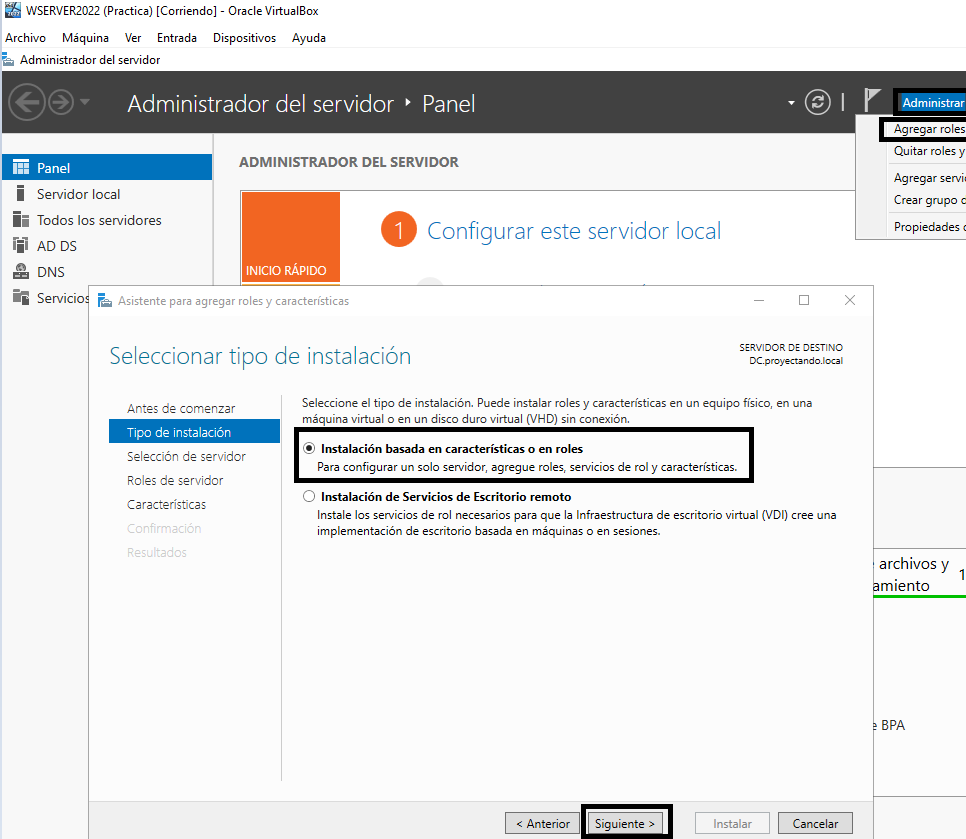 WSERVER2022 (Practica) [Corriendo] - Oracle VirtualBox
Archivo Máquina Ver Entrada Dispositivos Ayuda
Administrador del servidor
Administrador del servidor ‣ Panel
Administrar
Agregar roles
Quitar roles y
Agregar servi
Crear grupo d
Propiedades d
Panel
Servidor local
Todos los servidores
AD DS
DNS
Servicios
ADMINISTRADOR DEL SERVIDOR
INICIO RÁPIDO
1 Configurar este servidor local
Asistente para agregar roles y características
Seleccionar tipo de instalación
SERVIDOR DE DESTINO
DC.proyectando.local
Antes de comenzar
Tipo de instalación
Selección de servidor
Roles de servidor
Características
Confirmación
Resultados
Seleccione el tipo de instalación. Puede instalar roles y características en un equipo físico, en una
máquina virtual o en un disco duro virtual (VHD) sin conexión.
Instalación basada en características o en roles
Para configurar un solo servidor, agregue roles, servicios de rol y características.
Instalación de Servicios de Escritorio remoto
Instale los servicios de rol necesarios para que la Infraestructura de escritorio virtual (VDI) cree una
implementación de escritorio basada en máquinas o en sesiones.
e archivos y
amiento 1
e BPA
< Anterior Siguiente > Instalar Cancelar